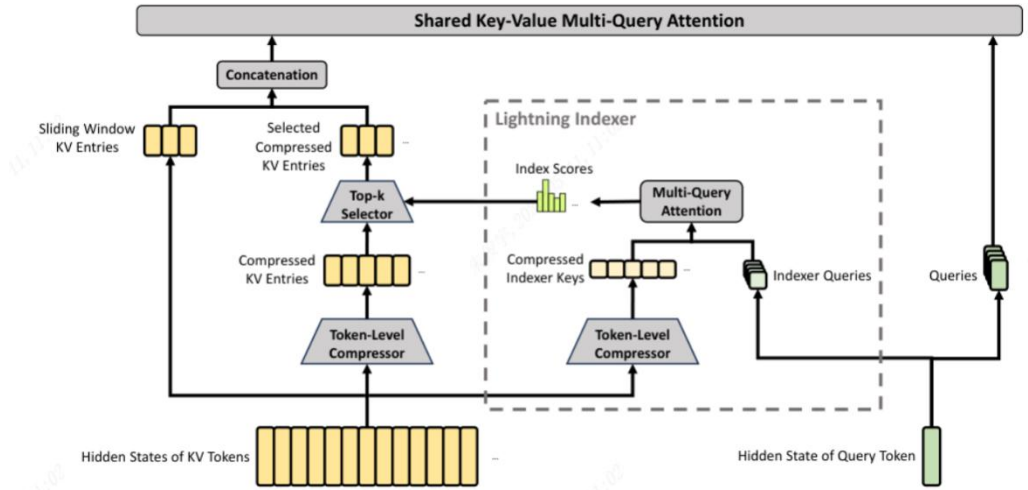 Shared Key-Value Multi-Query Attention
Concatenation
Sliding Window
KV Entries
Selected
Compressed
KV Entries
...
Lightning Indexer
Index Scores
...
Top-k
Selector
Multi-Query
Attention
Compressed
KV Entries
...
Compressed
Indexer Keys
...
Indexer Queries
Queries
Token-Level
Compressor
Token-Level
Compressor
Hidden States of KV Tokens
...
Hidden State of Query Token